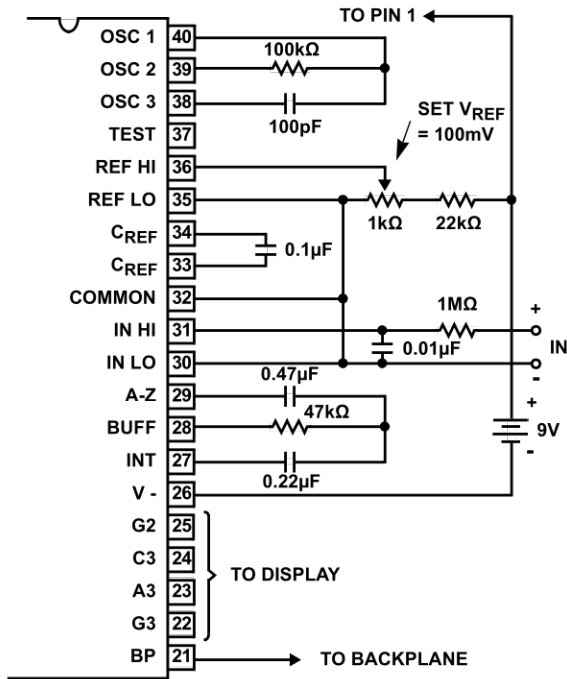 TO PIN 1
OSC 1 40
100kΩ
OSC 2 39
OSC 3 38
100pF
SET VREF
= 100mV
TEST 37
REF HI 36
REF LO 35
1kΩ 22kΩ
CREF 34
0.1µF
CREF 33
COMMON 32
1MΩ
+
IN HI 31
IN
0.01µF
IN LO 30
-
0.47µF
A-Z 29
+
47kΩ
BUFF 28
9V
-
INT 27
0.22µF
V - 26
G2 25
C3 24
TO DISPLAY
A3 23
G3 22
BP 21
TO BACKPLANE